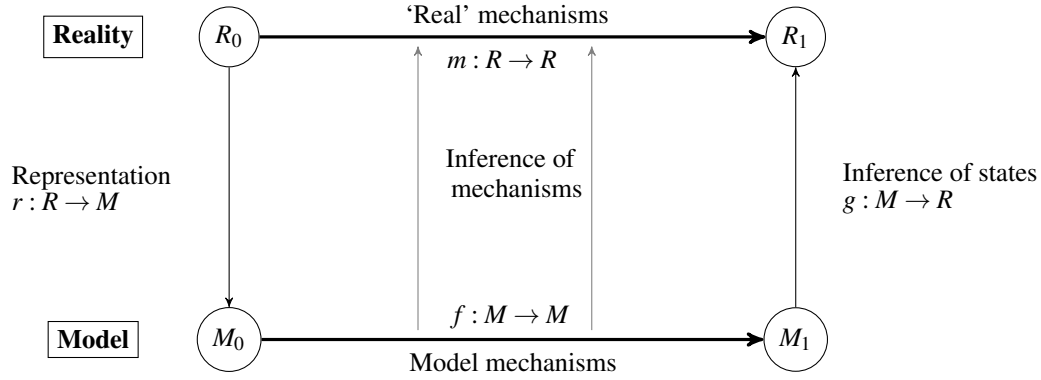 ‘Real’ mechanisms
Reality
R₀
R₁
m : R → R
Representation
r : R → M
Inference of
mechanisms
Inference of states
g : M → R
f : M → M
Model
M₀
M₁
Model mechanisms